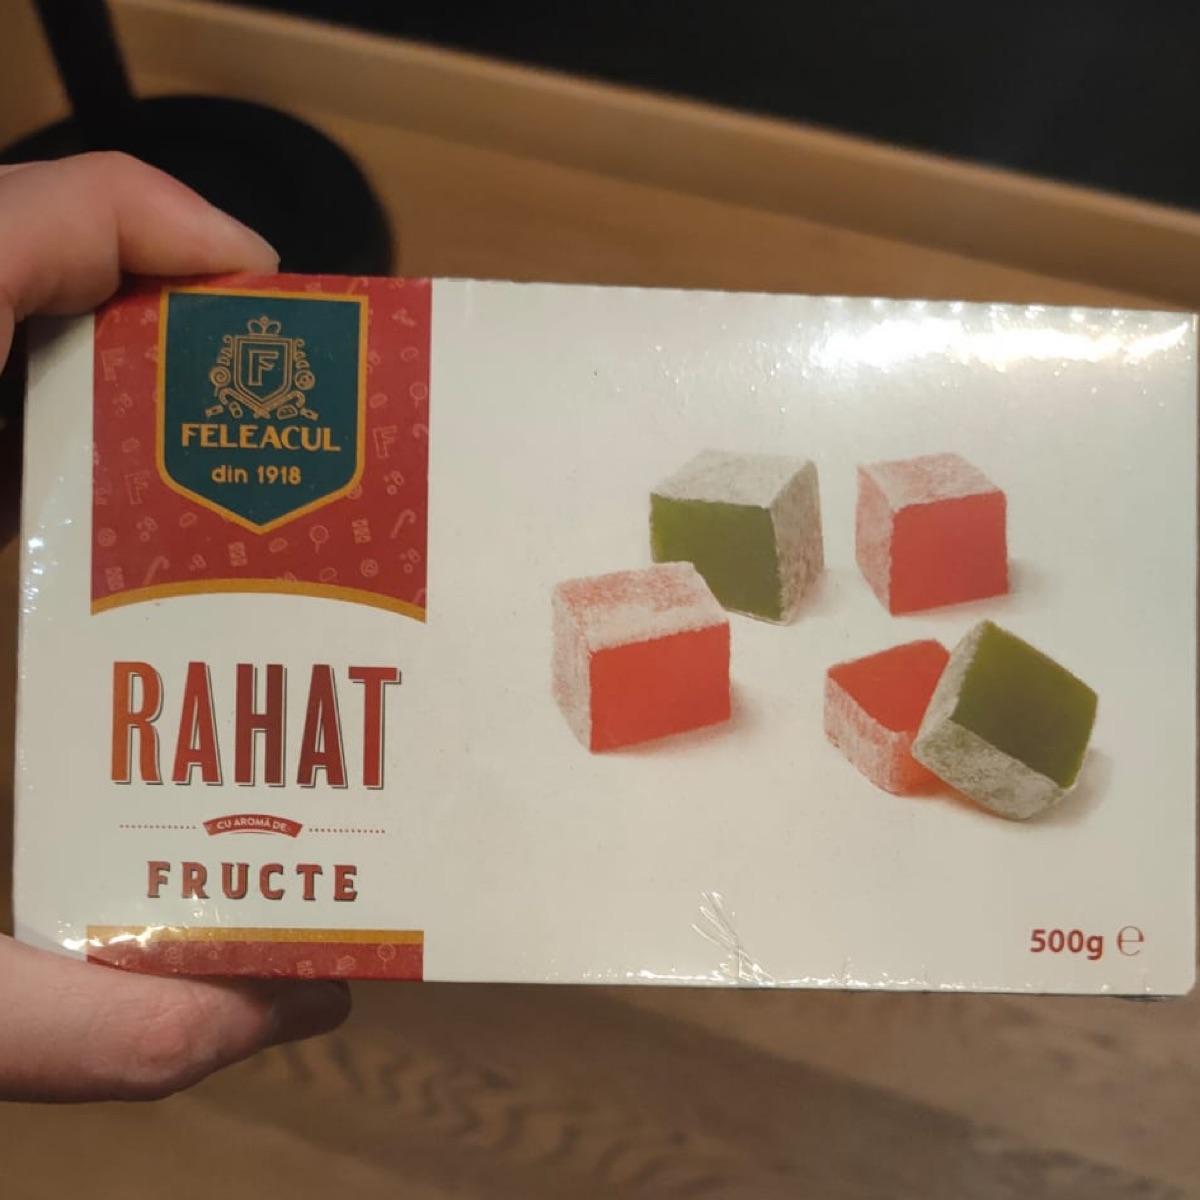 F
FELEACUL
din 1918
RAHAT
CU AROMĂ DE
FRUCTE
500g ℮